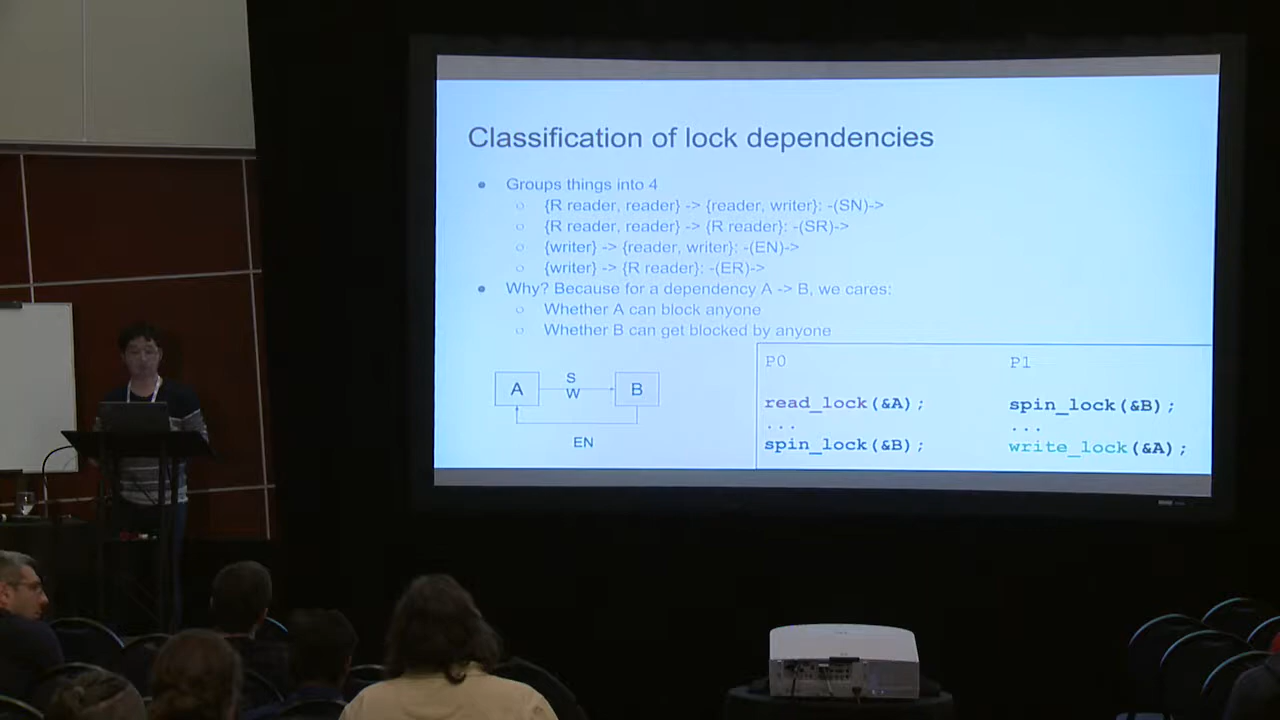 Classification of lock dependencies
● Groups things into 4
○ {R reader, reader} -> {reader, writer}: -(SN)->
○ {R reader, reader} -> {R reader}: -(SR)->
○ {writer} -> {reader, writer}: -(EN)->
○ {writer} -> {R reader}: -(ER)->
● Why? Because for a dependency A -> B, we cares:
○ Whether A can block anyone
○ Whether B can get blocked by anyone
A S W B
EN
P0 P1
read_lock(&A); spin_lock(&B);
... ...
spin_lock(&B); write_lock(&A);